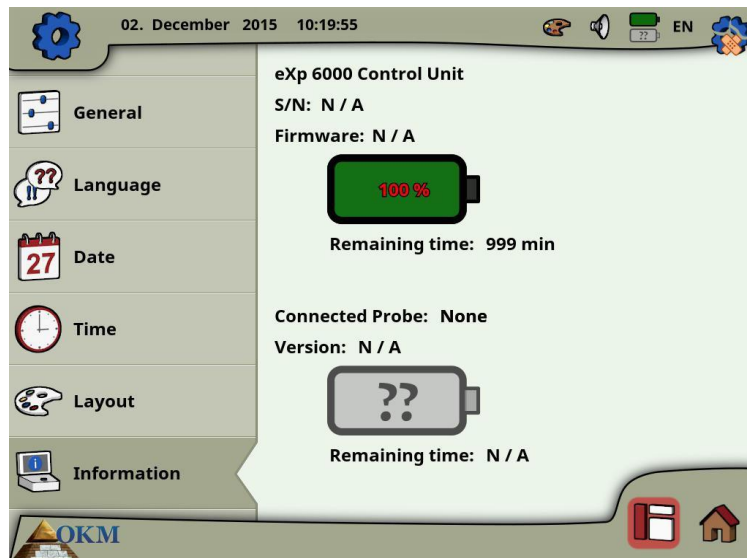 02. December 2015 10:19:55
EN
??
General
Language
??
!!
Date
27
Time
Layout
Information
i
OKM
eXp 6000 Control Unit
S/N: N / A
Firmware: N / A
100 %
Remaining time: 999 min
Connected Probe: None
Version: N / A
??
Remaining time: N / A